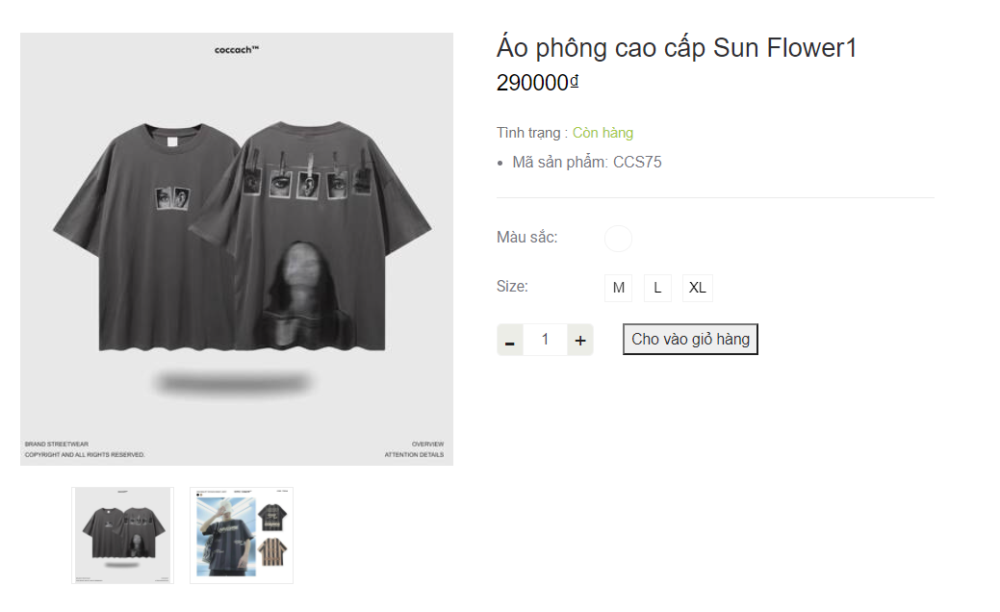 coccach™
BRAND STREETWEAR
COPYRIGHT AND ALL RIGHTS RESERVED.
OVERVIEW
ATTENTION DETAILS
Áo phông cao cấp Sun Flower1
290000₫
Tình trạng : Còn hàng
Mã sản phẩm: CCS75
Màu sắc:
Size:
M L XL
- 1 +
Cho vào giỏ hàng